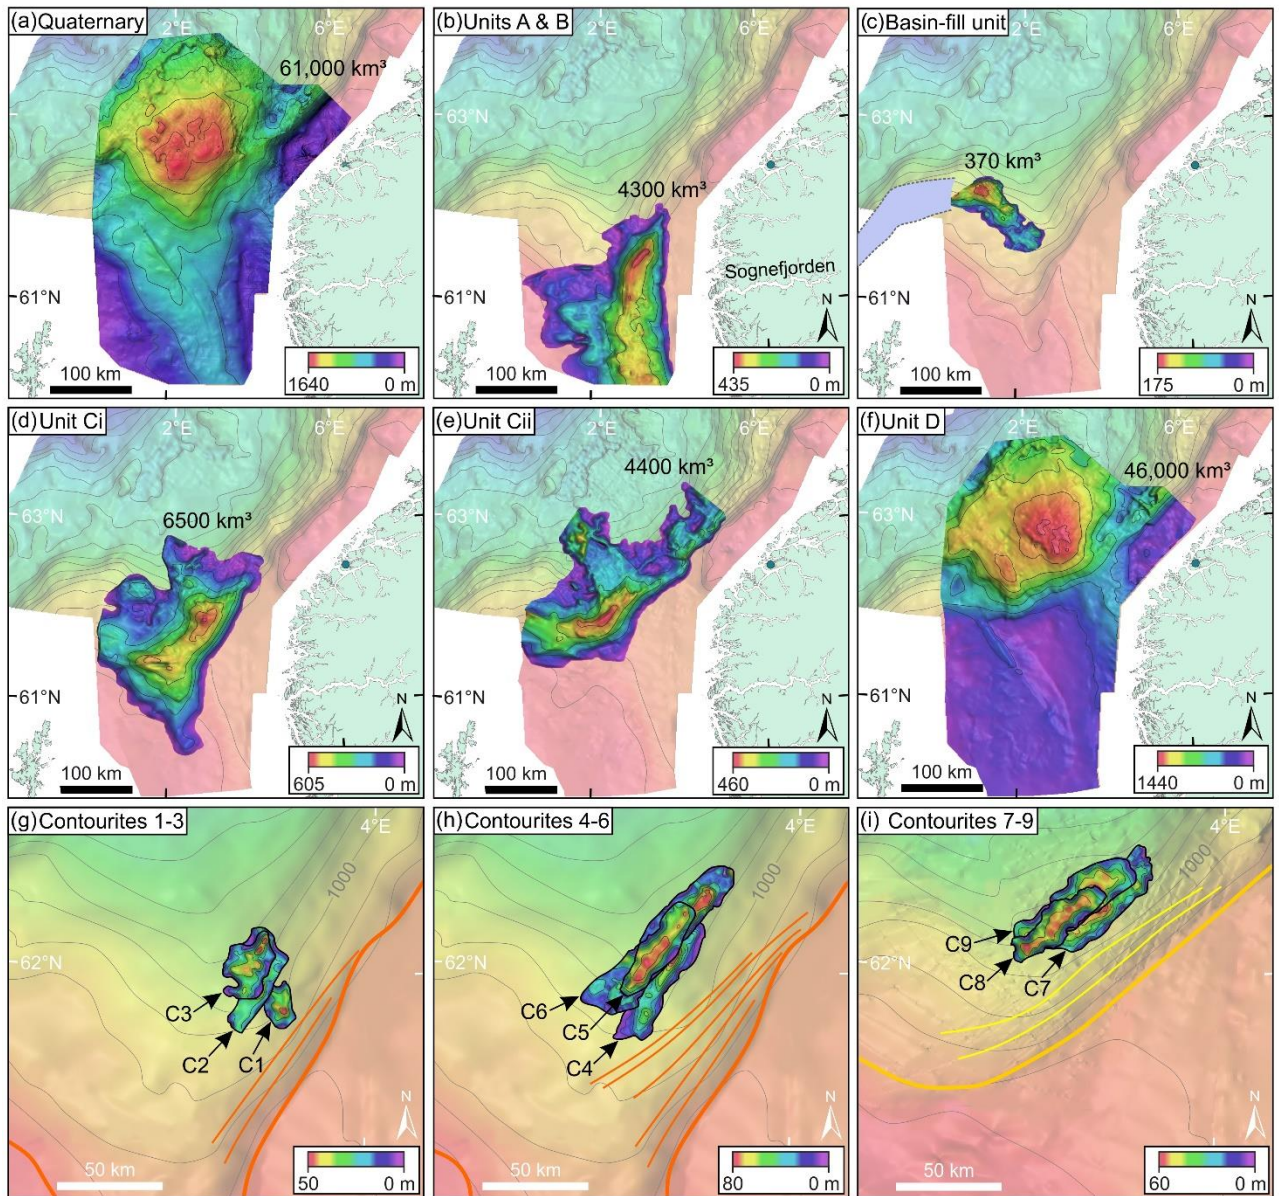 (a) Quaternary
2°E
6°E
61,000 km³
63°N
61°N
100 km
1640 0 m
(b) Units A & B
2°E
6°E
63°N
4300 km³
Sognefjorden
61°N
N
100 km
435 0 m
(c) Basin-fill unit
2°E
6°E
63°N
370 km³
61°N
N
100 km
175 0 m
(d) Unit Ci
2°E
6°E
63°N
6500 km³
61°N
N
100 km
605 0 m
(e) Unit Cii
2°E
6°E
4400 km³
63°N
61°N
N
100 km
460 0 m
(f) Unit D
2°E
6°E
46,000 km³
63°N
61°N
N
100 km
1440 0 m
(g) Contourites 1-3
4°E
1000
62°N
C3
C2
C1
N
50 km
50 0 m
(h) Contourites 4-6
4°E
1000
62°N
C6
C5
C4
N
50 km
80 0 m
(i) Contourites 7-9
4°E
1000
C9
62°N
C8
C7
N
50 km
60 0 m